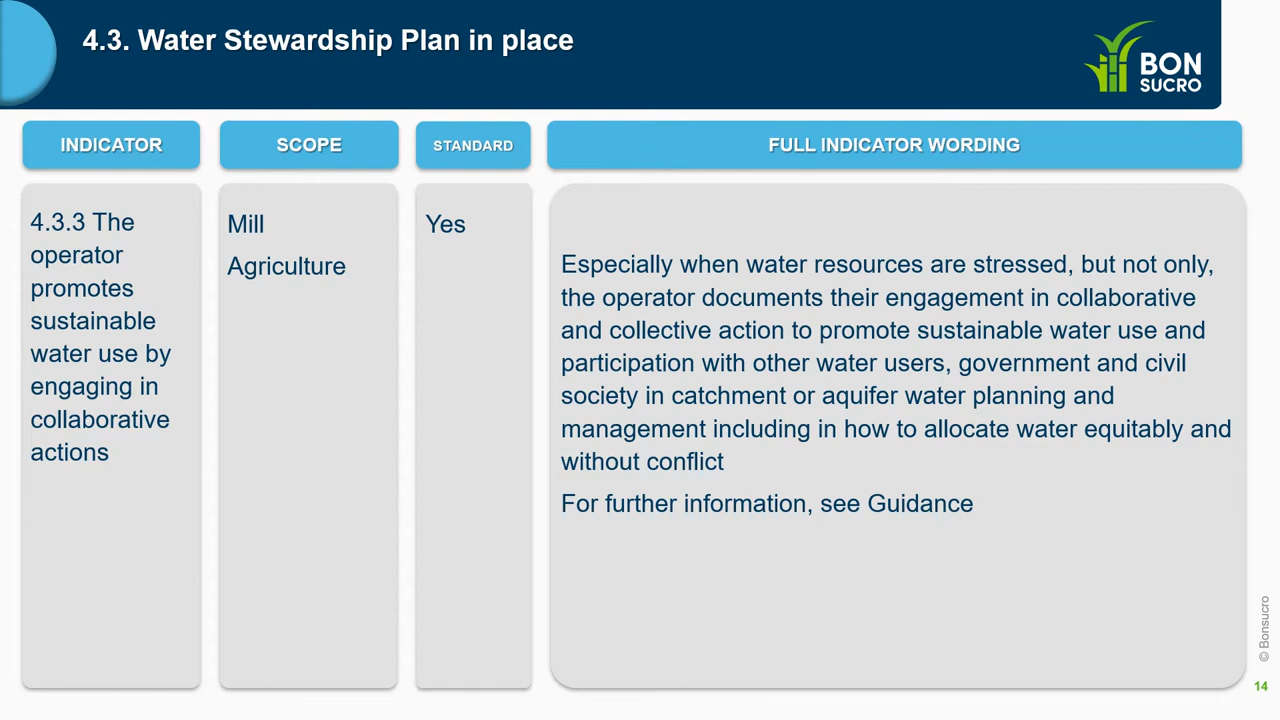 4.3. Water Stewardship Plan in place
BON
SUCRO
INDICATOR
SCOPE
STANDARD
FULL INDICATOR WORDING
4.3.3 The
operator
promotes
sustainable
water use by
engaging in
collaborative
actions
Mill
Agriculture
Yes
Especially when water resources are stressed, but not only,
the operator documents their engagement in collaborative
and collective action to promote sustainable water use and
participation with other water users, government and civil
society in catchment or aquifer water planning and
management including in how to allocate water equitably and
without conflict
For further information, see Guidance
© Bonsucro
14